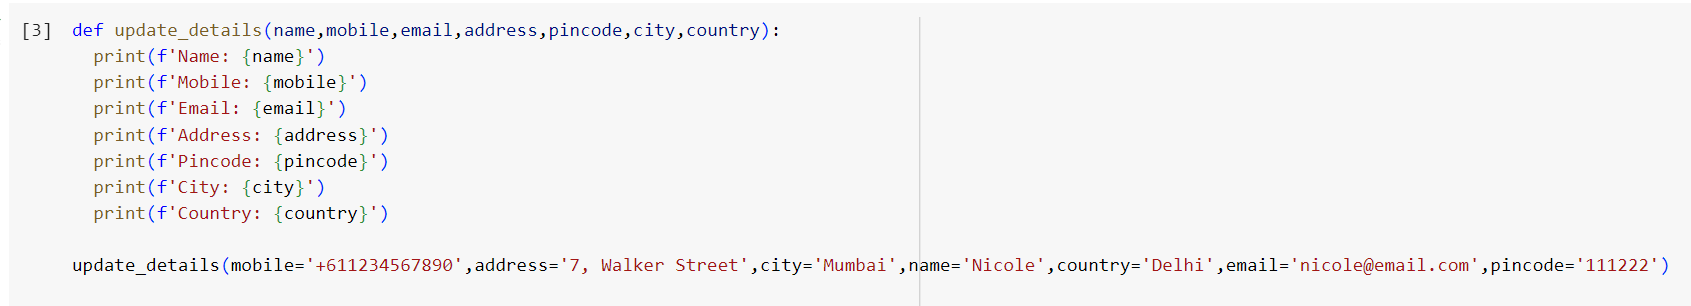 [3] def update_details(name,mobile,email,address,pincode,city,country):
  print(f'Name: {name}')
  print(f'Mobile: {mobile}')
  print(f'Email: {email}')
  print(f'Address: {address}')
  print(f'Pincode: {pincode}')
  print(f'City: {city}')
  print(f'Country: {country}')
update_details(mobile='+611234567890',address='7, Walker Street',city='Mumbai',name='Nicole',country='Delhi',email='nicole@email.com',pincode='111222')